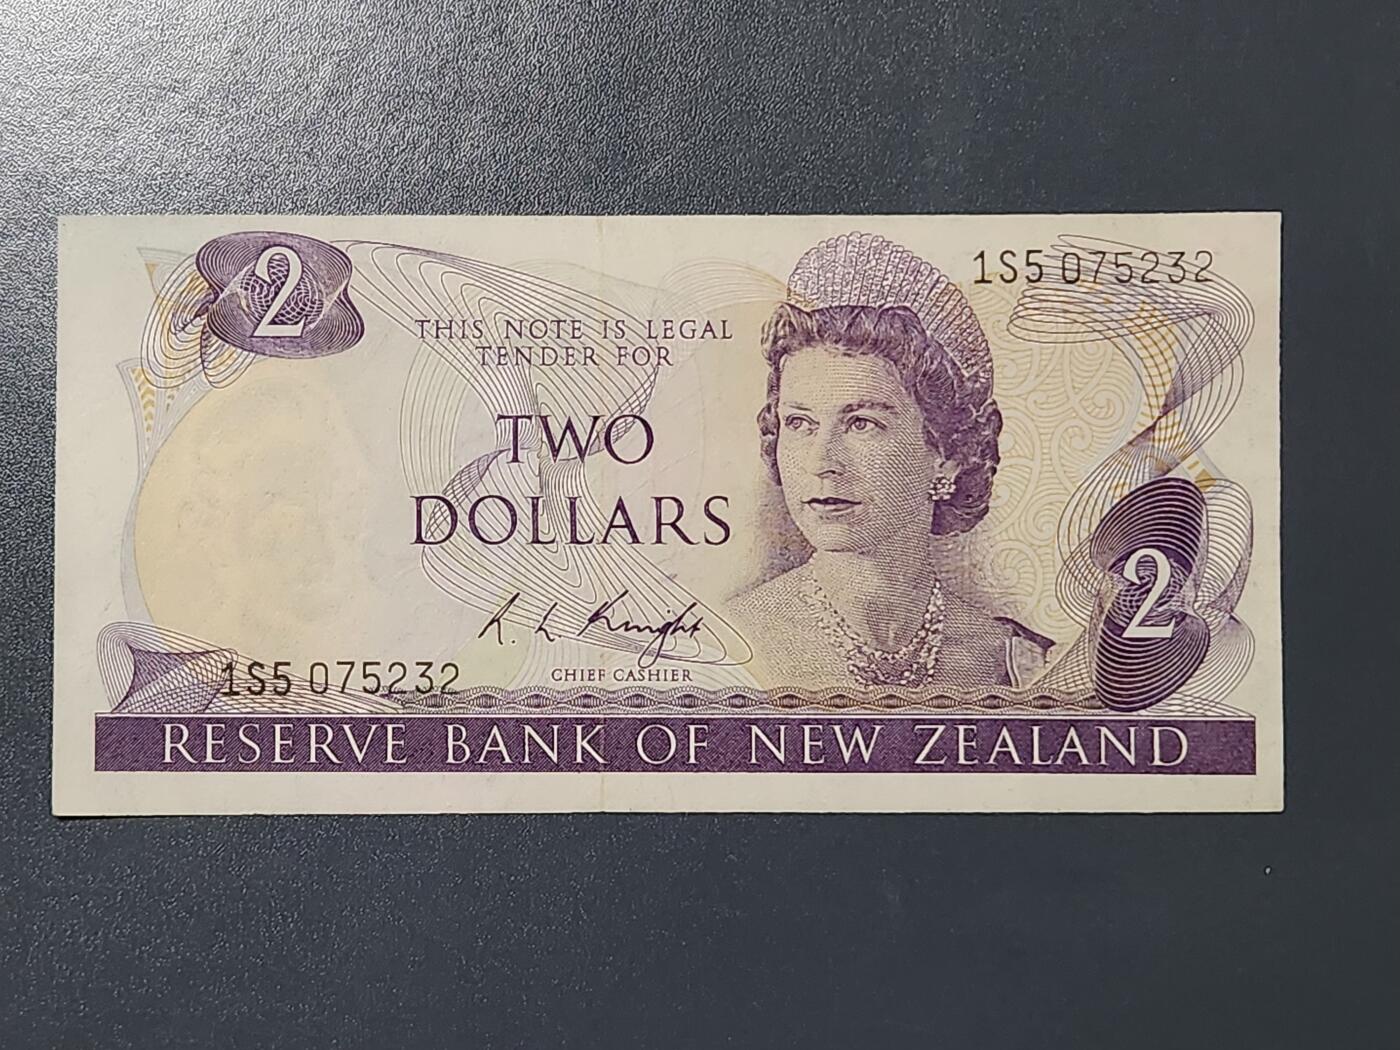 2
1S5 075232
THIS NOTE IS LEGAL
TENDER FOR
TWO
DOLLARS
R. L. Knight
CHIEF CASHIER
2
1S5 075232
RESERVE BANK OF NEW ZEALAND